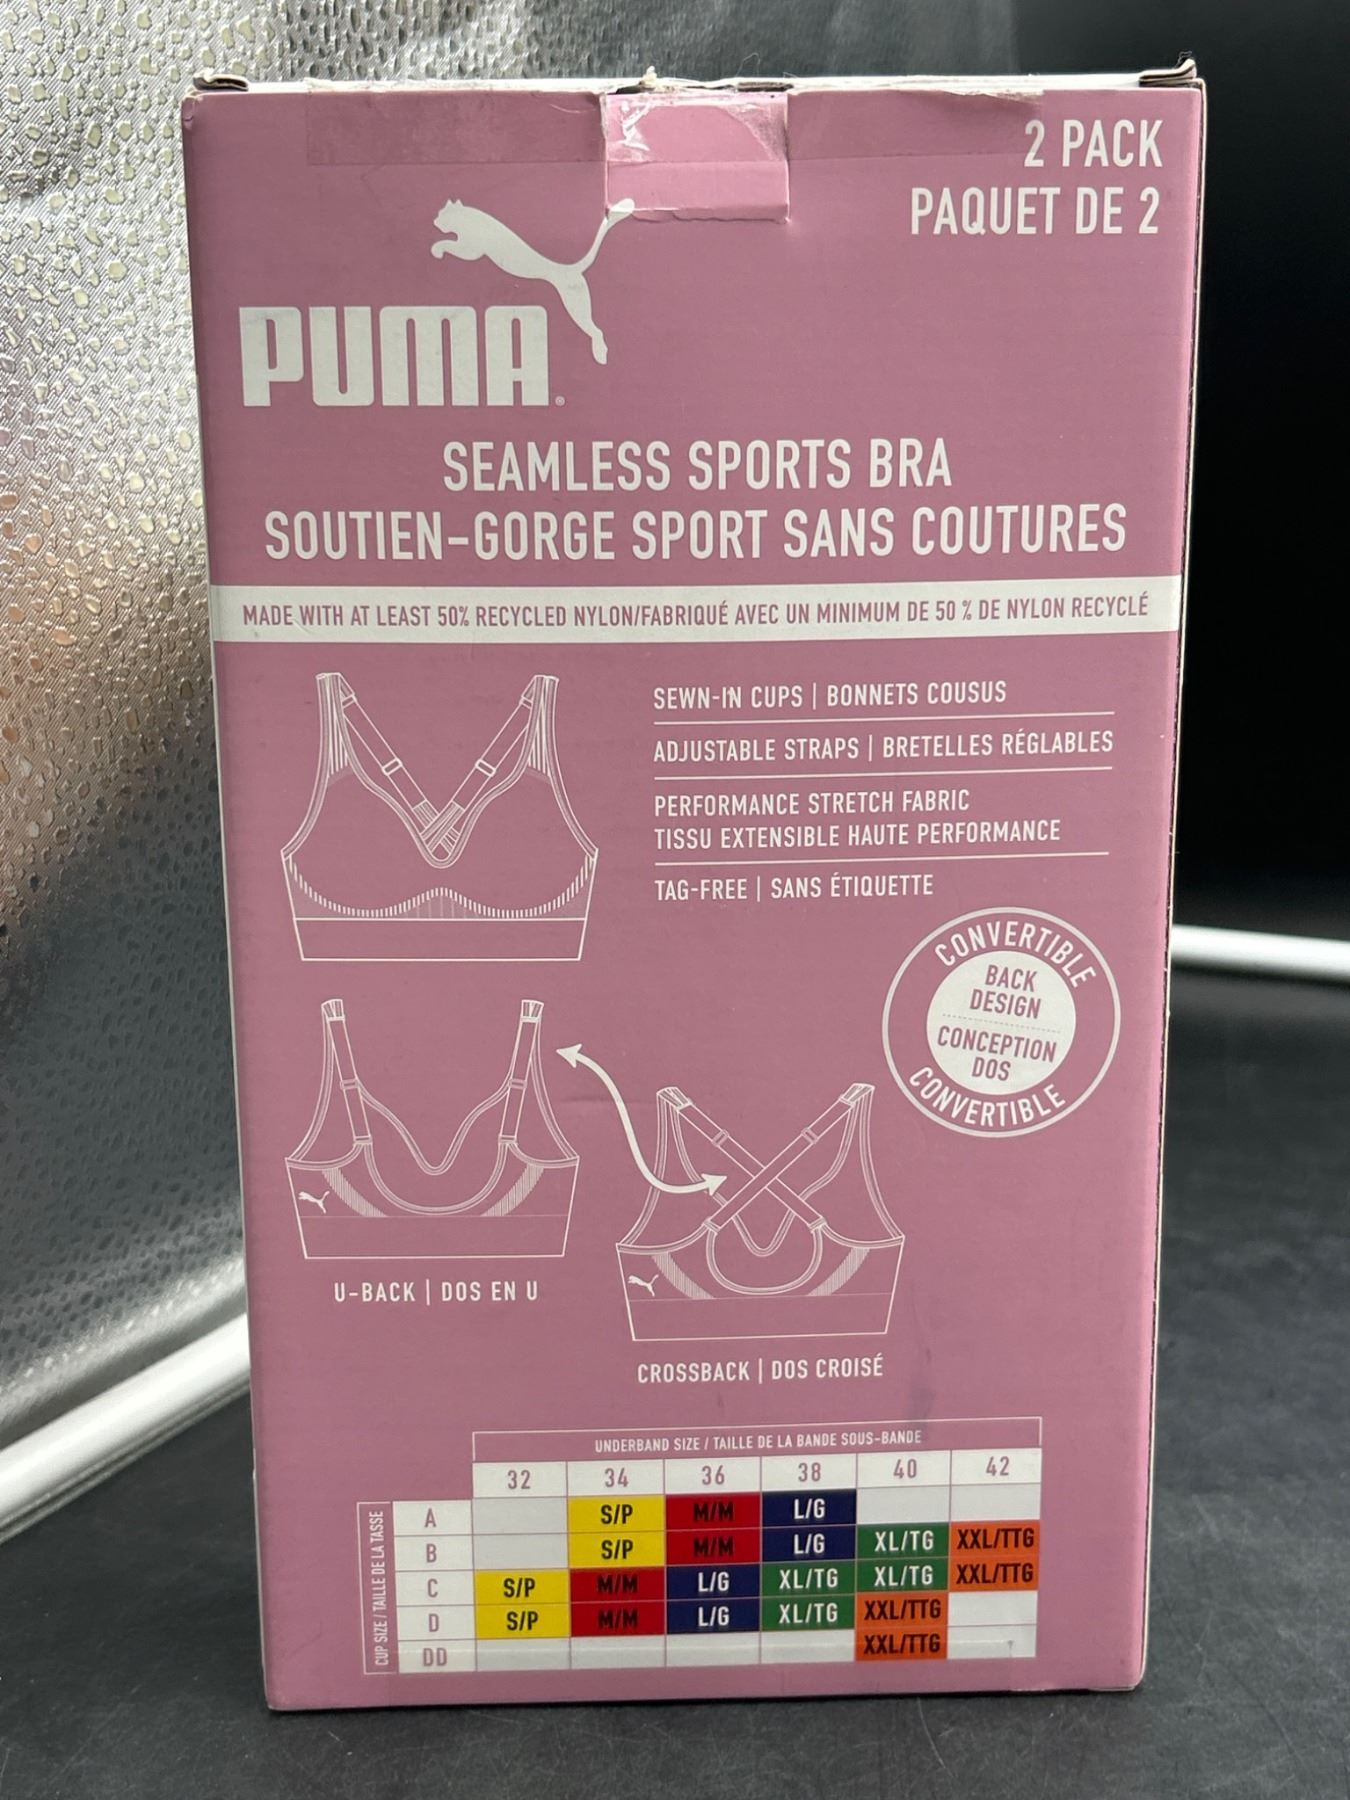 2 PACK
PAQUET DE 2
PUMA®
SEAMLESS SPORTS BRA
SOUTIEN-GORGE SPORT SANS COUTURES
MADE WITH AT LEAST 50% RECYCLED NYLON/FABRIQUÉ AVEC UN MINIMUM DE 50 % DE NYLON RECYCLÉ
SEWN-IN CUPS | BONNETS COUSUS
ADJUSTABLE STRAPS | BRETELLES RÉGLABLES
PERFORMANCE STRETCH FABRIC
TISSU EXTENSIBLE HAUTE PERFORMANCE
TAG-FREE | SANS ÉTIQUETTE
CONVERTIBLE
BACK
DESIGN
CONCEPTION
DOS
CONVERTIBLE
U-BACK | DOS EN U
CROSSBACK | DOS CROISÉ
UNDERBAND SIZE / TAILLE DE LA BANDE SOUS-BANDE
32 34 36 38 40 42
CUP SIZE / TAILLE DE LA TASSE
A S/P M/M L/G
B S/P M/M L/G XL/TG XXL/TTG
C S/P M/M L/G XL/TG XL/TG XXL/TTG
D S/P M/M L/G XL/TG XXL/TTG
DD XXL/TTG